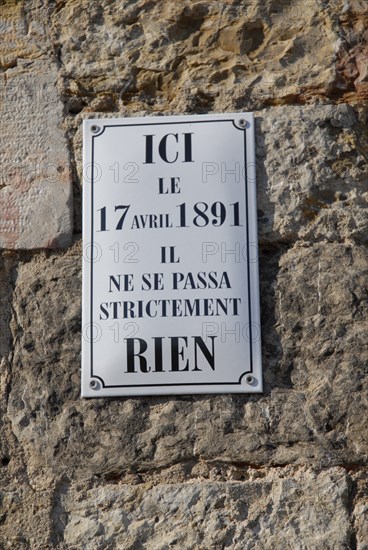 ICI
LE
17 AVRIL 1891
IL
NE SE PASSA
STRICTEMENT
RIEN